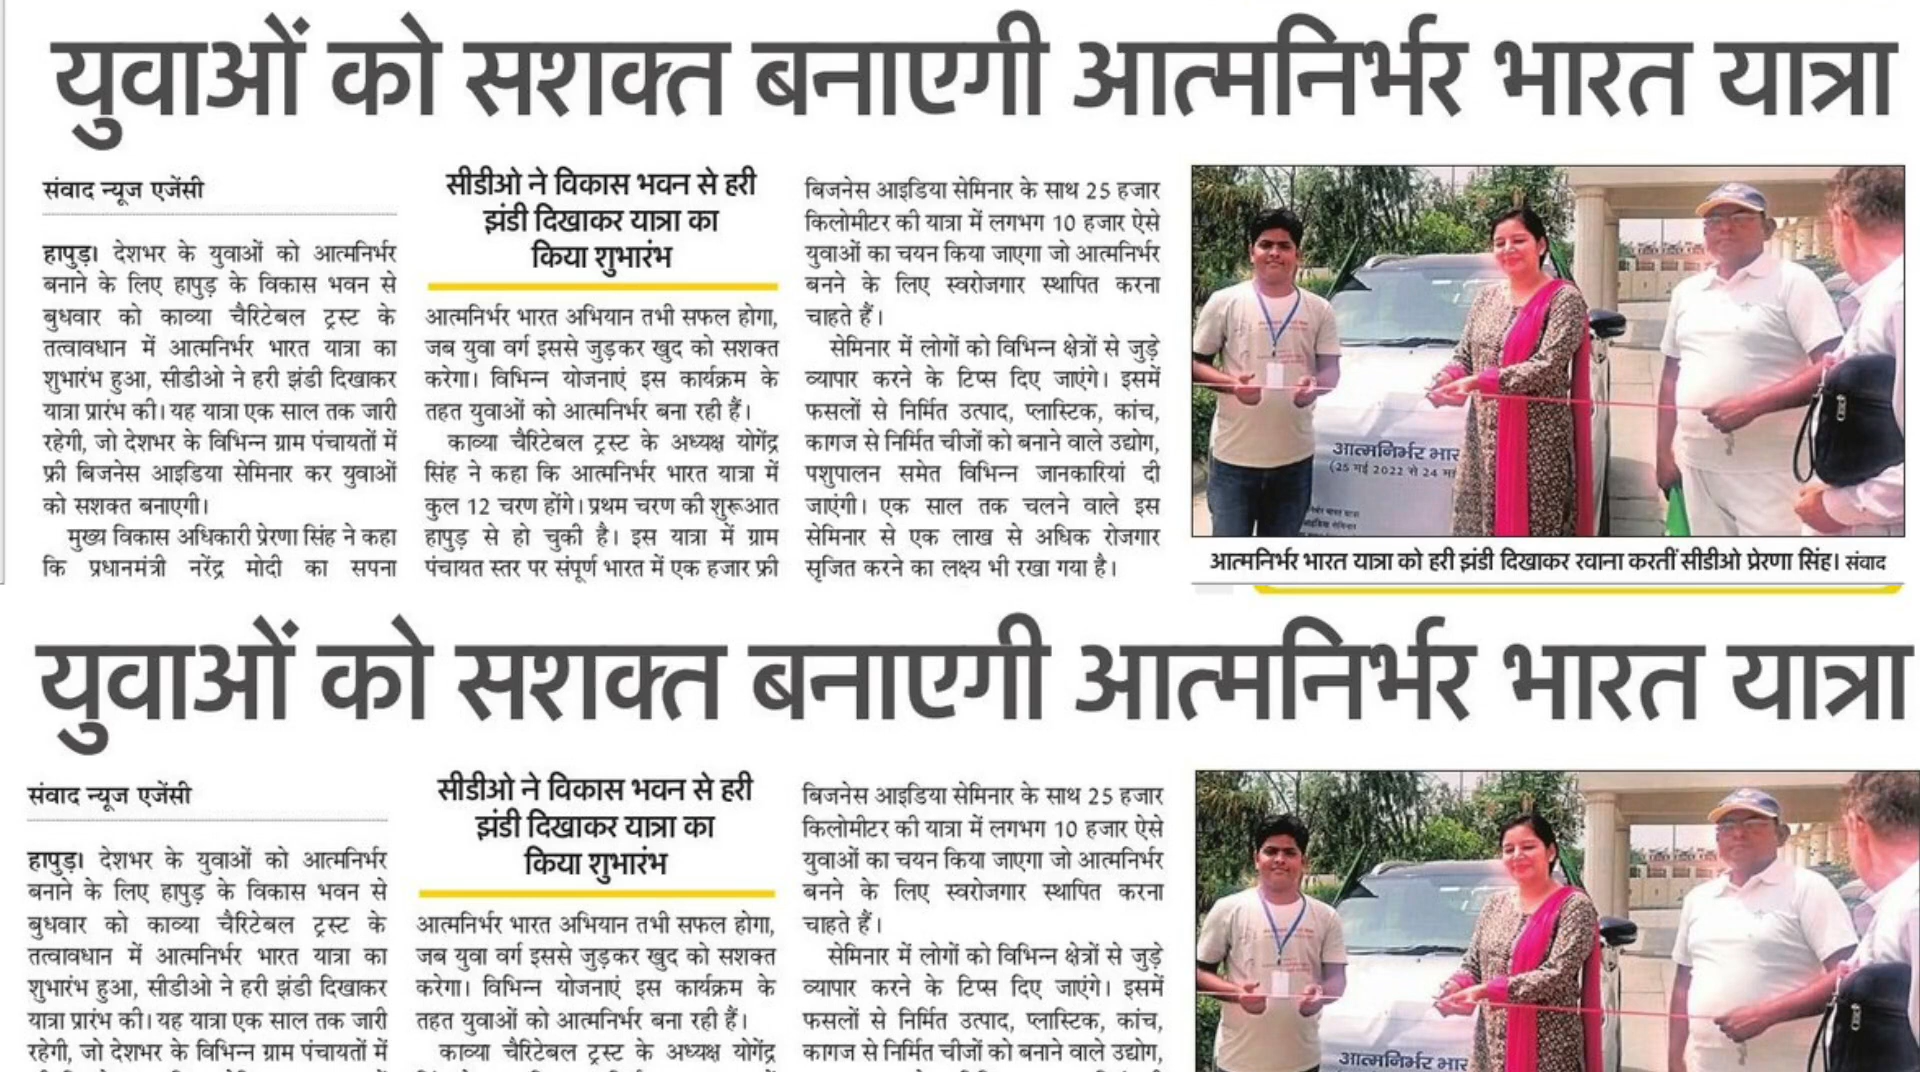 युवाओं को सशक्त बनाएगी आत्मनिर्भर भारत यात्रा
संवाद न्यूज एजेंसी
हापुड़। देशभर के युवाओं को आत्मनिर्भर
बनाने के लिए हापुड़ के विकास भवन से
बुधवार को काव्या चैरिटेबल ट्रस्ट के
तत्वावधान में आत्मनिर्भर भारत यात्रा का
शुभारंभ हुआ, सीडीओ ने हरी झंडी दिखाकर
यात्रा प्रारंभ की। यह यात्रा एक साल तक जारी
रहेगी, जो देशभर के विभिन्न ग्राम पंचायतों में
फ्री बिजनेस आइडिया सेमिनार कर युवाओं
को सशक्त बनाएगी।
मुख्य विकास अधिकारी प्रेरणा सिंह ने कहा
कि प्रधानमंत्री नरेंद्र मोदी का सपना
सीडीओ ने विकास भवन से हरी
झंडी दिखाकर यात्रा का
किया शुभारंभ
आत्मनिर्भर भारत अभियान तभी सफल होगा,
जब युवा वर्ग इससे जुड़कर खुद को सशक्त
करेगा। विभिन्न योजनाएं इस कार्यक्रम के
तहत युवाओं को आत्मनिर्भर बना रही हैं।
काव्या चैरिटेबल ट्रस्ट के अध्यक्ष योगेंद्र
सिंह ने कहा कि आत्मनिर्भर भारत यात्रा में
कुल 12 चरण होंगे। प्रथम चरण की शुरूआत
हापुड़ से हो चुकी है। इस यात्रा में ग्राम
पंचायत स्तर पर संपूर्ण भारत में एक हजार फ्री
बिजनेस आइडिया सेमिनार के साथ 25 हजार
किलोमीटर की यात्रा में लगभग 10 हजार ऐसे
युवाओं का चयन किया जाएगा जो आत्मनिर्भर
बनने के लिए स्वरोजगार स्थापित करना
चाहते हैं।
सेमिनार में लोगों को विभिन्न क्षेत्रों से जुड़े
व्यापार करने के टिप्स दिए जाएंगे। इसमें
फसलों से निर्मित उत्पाद, प्लास्टिक, कांच,
कागज से निर्मित चीजों को बनाने वाले उद्योग,
पशुपालन समेत विभिन्न जानकारियां दी
जाएंगी। एक साल तक चलने वाले इस
सेमिनार से एक लाख से अधिक रोजगार
सृजित करने का लक्ष्य भी रखा गया है।
आत्मनिर्भर भार
(25 मई 2022 से 24 मई
आत्मनिर्भर भारत यात्रा को हरी झंडी दिखाकर रवाना करतीं सीडीओ प्रेरणा सिंह। संवाद
युवाओं को सशक्त बनाएगी आत्मनिर्भर भारत यात्रा
संवाद न्यूज एजेंसी
हापुड़। देशभर के युवाओं को आत्मनिर्भर
बनाने के लिए हापुड़ के विकास भवन से
बुधवार को काव्या चैरिटेबल ट्रस्ट के
तत्वावधान में आत्मनिर्भर भारत यात्रा का
शुभारंभ हुआ, सीडीओ ने हरी झंडी दिखाकर
यात्रा प्रारंभ की। यह यात्रा एक साल तक जारी
रहेगी, जो देशभर के विभिन्न ग्राम पंचायतों में
सीडीओ ने विकास भवन से हरी
झंडी दिखाकर यात्रा का
किया शुभारंभ
आत्मनिर्भर भारत अभियान तभी सफल होगा,
जब युवा वर्ग इससे जुड़कर खुद को सशक्त
करेगा। विभिन्न योजनाएं इस कार्यक्रम के
तहत युवाओं को आत्मनिर्भर बना रही हैं।
काव्या चैरिटेबल ट्रस्ट के अध्यक्ष योगेंद्र
बिजनेस आइडिया सेमिनार के साथ 25 हजार
किलोमीटर की यात्रा में लगभग 10 हजार ऐसे
युवाओं का चयन किया जाएगा जो आत्मनिर्भर
बनने के लिए स्वरोजगार स्थापित करना
चाहते हैं।
सेमिनार में लोगों को विभिन्न क्षेत्रों से जुड़े
व्यापार करने के टिप्स दिए जाएंगे। इसमें
फसलों से निर्मित उत्पाद, प्लास्टिक, कांच,
कागज से निर्मित चीजों को बनाने वाले उद्योग,
आत्मनिर्भर भार